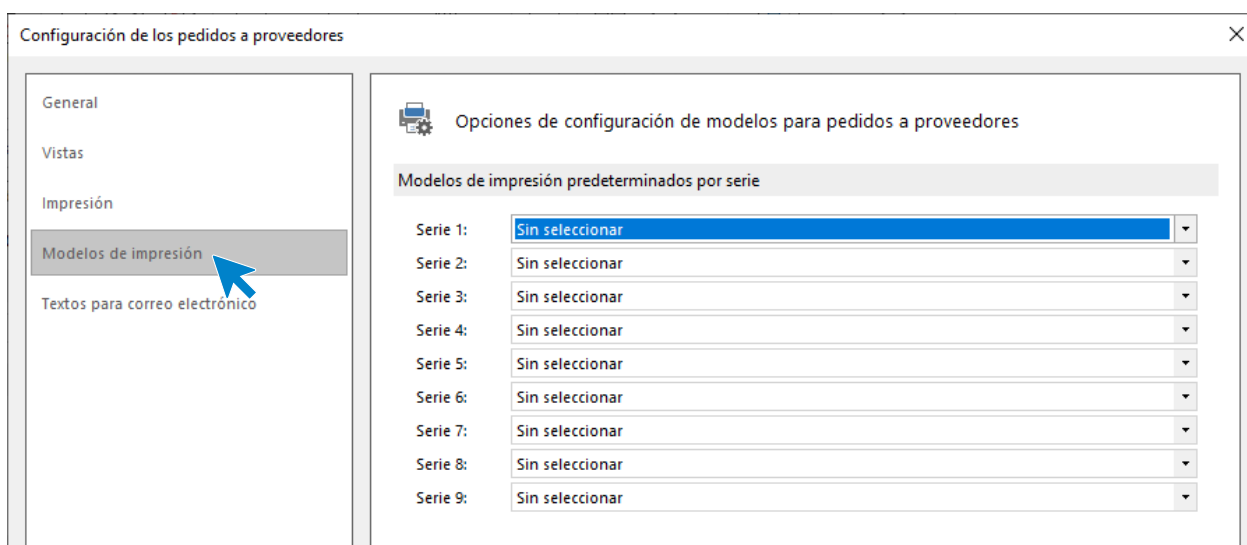 Configuración de los pedidos a proveedores
General
Vistas
Impresión
Modelos de impresión
Textos para correo electrónico
Opciones de configuración de modelos para pedidos a proveedores
Modelos de impresión predeterminados por serie
Serie 1: Sin seleccionar
Serie 2: Sin seleccionar
Serie 3: Sin seleccionar
Serie 4: Sin seleccionar
Serie 5: Sin seleccionar
Serie 6: Sin seleccionar
Serie 7: Sin seleccionar
Serie 8: Sin seleccionar
Serie 9: Sin seleccionar